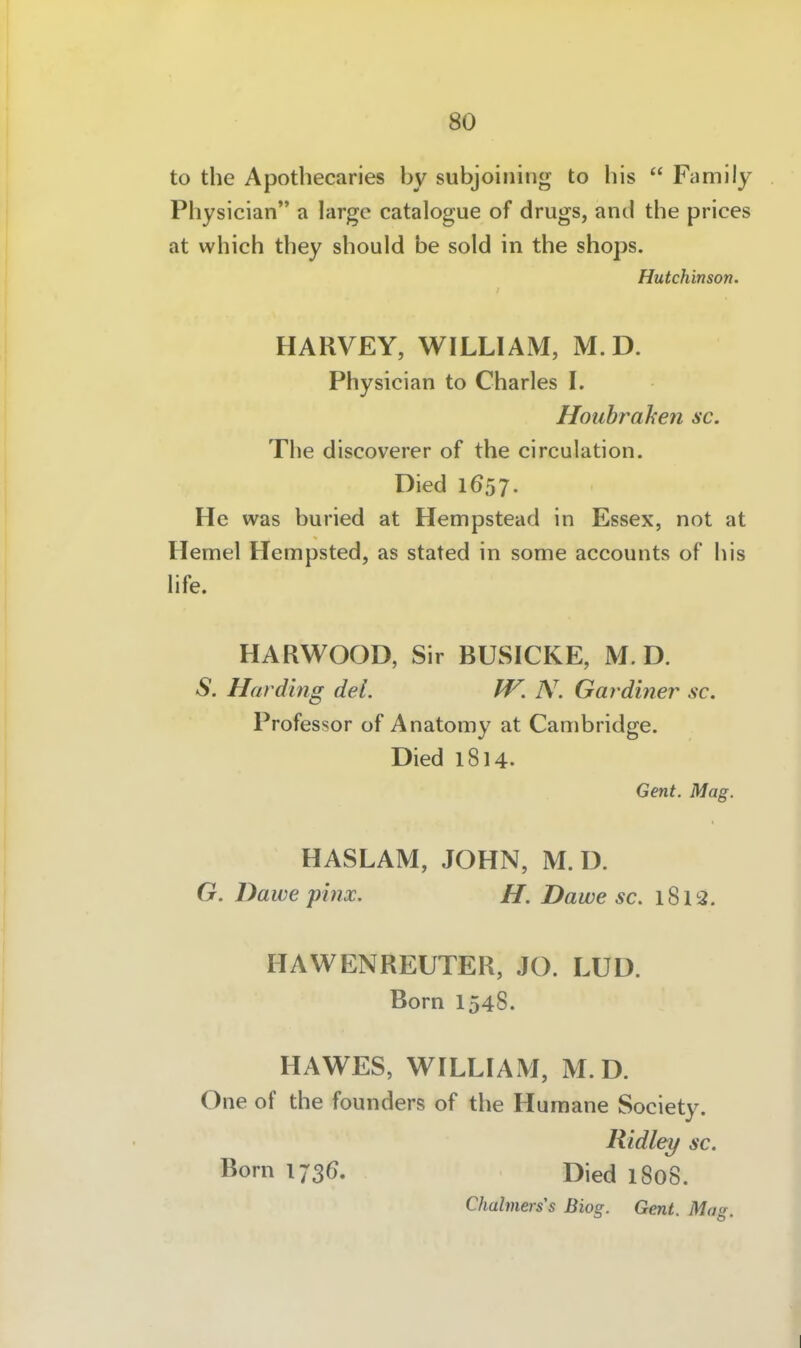 80
to the Apothecaries by subjoining to his “ Family
Physician” a large catalogue of drugs, and the prices
at which they should be sold in the shops.
Hutchinson.
HARVEY, WILLIAM, M. D.
Physician to Charles I.
Houbraken sc.
The discoverer of the circulation.
Died 1657.
He was buried at Hempstead in Essex, not at
Hemel Hempsted, as stated in some accounts of his
life.
HARWOOD, Sir BUSICKE, M. D.
S. Harding del. W. N. Gardiner sc.
Professor of Anatomy at Cambridge.
Died 1814.
Gent. Mag.
HASLAM, JOHN, M. D.
G. Dawe pinx. H. Dawe sc. 1812.
HAWENREUTER, JO. LUD.
Born 1548.
HAWES, WILLIAM, M. D.
One of the founders of the Humane Society.
Ridley sc.
Born 1736. Died 1808.
Chalmers's Biog. Gent. Mag.